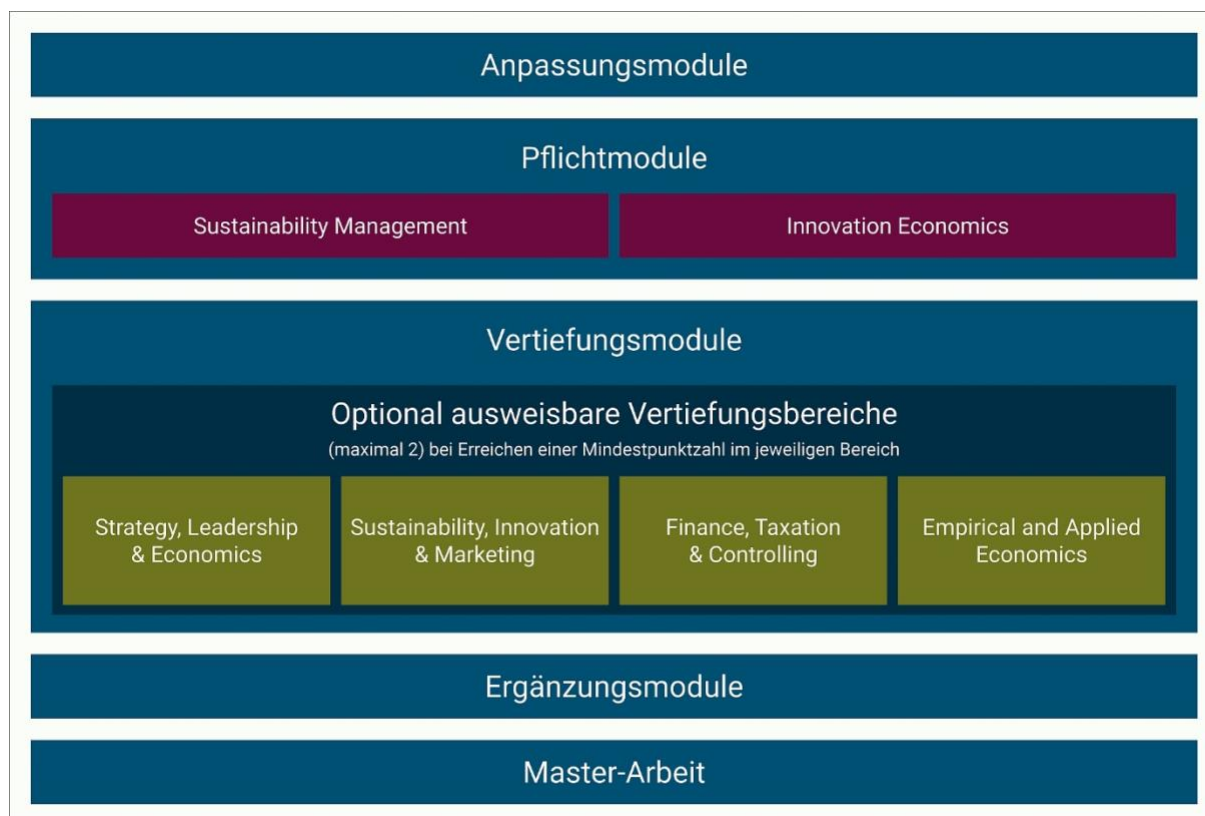 Anpassungsmodule
Pflichtmodule
Sustainability Management
Innovation Economics
Vertiefungsmodule
Optional ausweisbare Vertiefungsbereiche
(maximal 2) bei Erreichen einer Mindestpunktzahl im jeweiligen Bereich
Strategy, Leadership
& Economics
Sustainability, Innovation
& Marketing
Finance, Taxation
& Controlling
Empirical and Applied
Economics
Ergänzungsmodule
Master-Arbeit